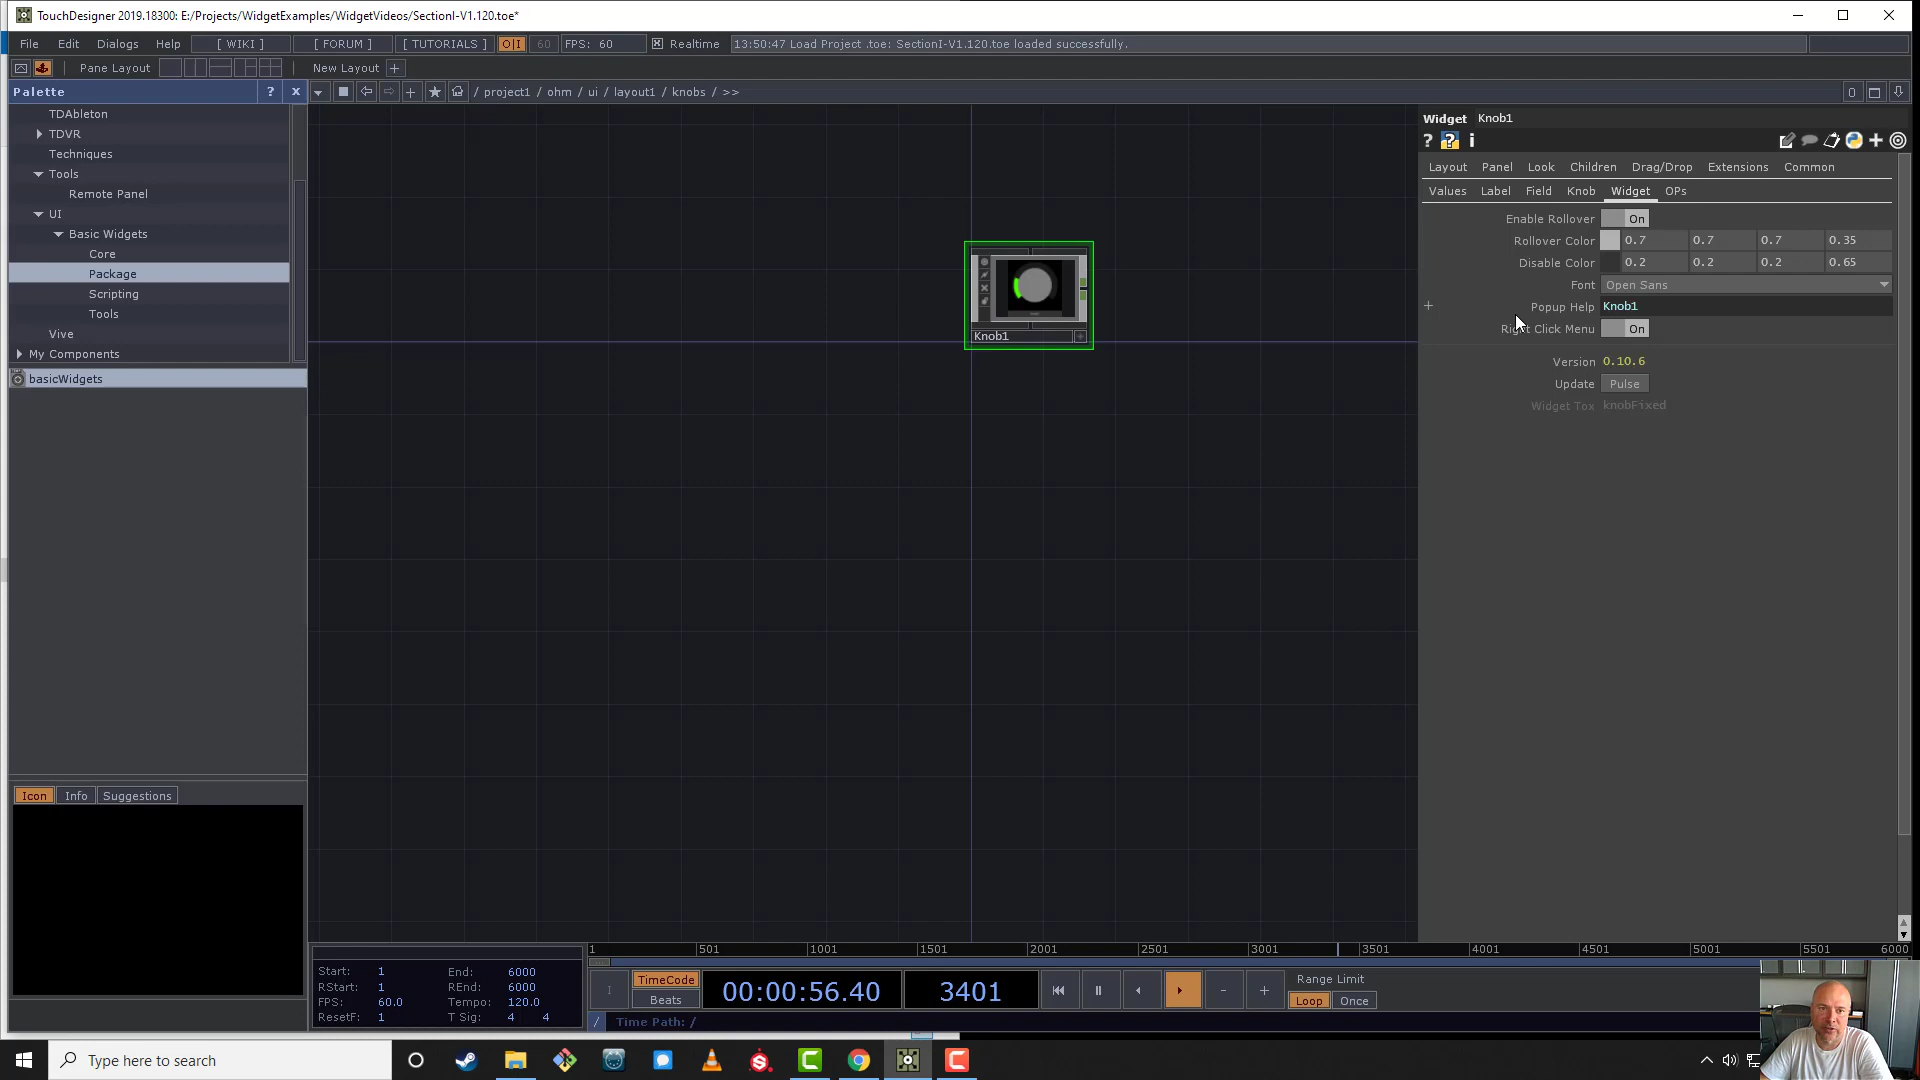 TouchDesigner 2019.18300: E:/Projects/WidgetExamples/WidgetVideos/SectionI-V1.120.toe*
File Edit Dialogs Help [ WIKI ] [ FORUM ] [ TUTORIALS ] O|I 60 FPS: 60 Realtime 13:50:47 Load Project .toe: SectionI-V1.120.toe loaded successfully.
Pane Layout New Layout +
Palette ? x / project1 / ohm / ui / layout1 / knobs / >> 0
TDAbleton
TDVR
Techniques
Tools
Remote Panel
UI
Basic Widgets
Core
Package
Scripting
Tools
Vive
My Components
basicWidgets
Icon Info Suggestions
Knob1
Widget Knob1
? ? i
Layout Panel Look Children Drag/Drop Extensions Common
Values Label Field Knob Widget OPs
Enable Rollover On
Rollover Color 0.7 0.7 0.7 0.35
Disable Color 0.2 0.2 0.2 0.65
Font Open Sans
+ Popup Help Knob1
Right Click Menu On
Version 0.10.6
Update Pulse
Widget Tox knobFixed
1 501 1001 1501 2001 2501 3001 3501 4001 4501 5001 5501 6000
Start: 1 End: 6000
RStart: 1 REnd: 6000
FPS: 60.0 Tempo: 120.0
ResetF: 1 T Sig: 4 4
TimeCode
Beats
00:00:56.40 3401
- +
Range Limit
Loop Once
/ Time Path: /
Type here to search